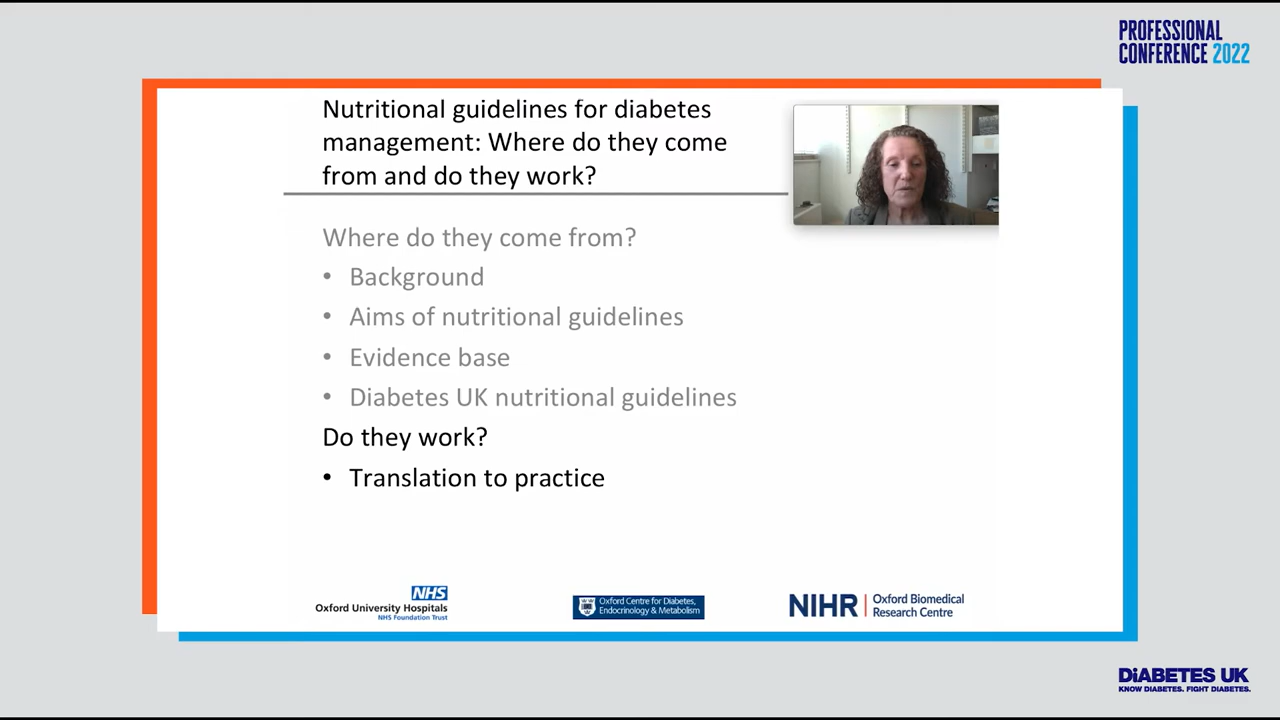 PROFESSIONAL
CONFERENCE 2022
Nutritional guidelines for diabetes
management: Where do they come
from and do they work?
Where do they come from?
• Background
• Aims of nutritional guidelines
• Evidence base
• Diabetes UK nutritional guidelines
Do they work?
• Translation to practice
NHS
Oxford University Hospitals
NHS Foundation Trust
Oxford Centre for Diabetes,
Endocrinology & Metabolism
NIHR | Oxford Biomedical
Research Centre
DiABETES UK
KNOW DIABETES. FIGHT DIABETES.